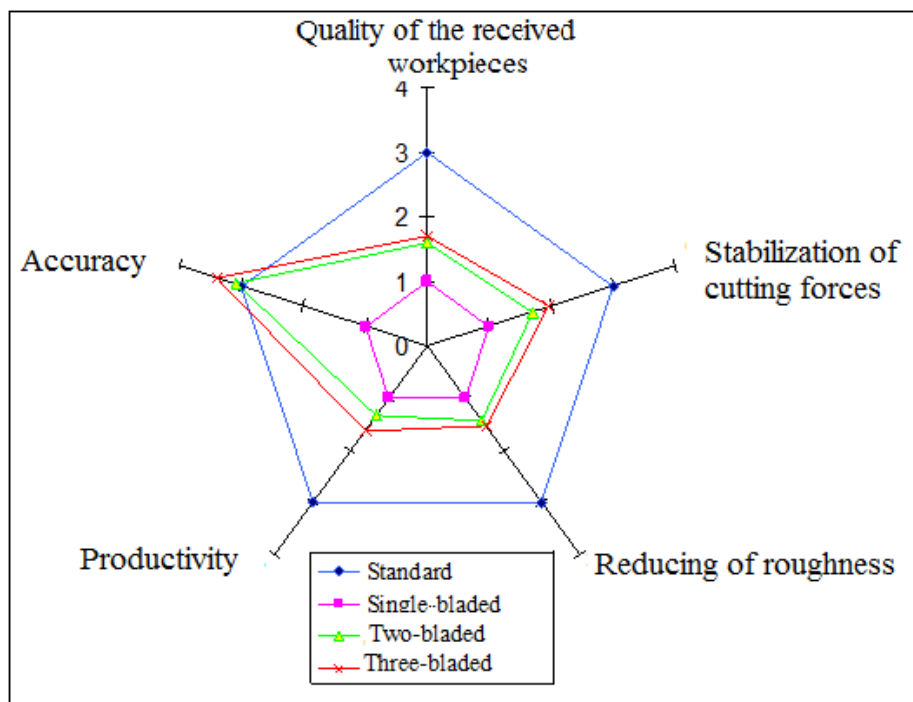 Quality of the received
workpieces
4
3
2
1
0
Accuracy
Stabilization of
cutting forces
Productivity
Reducing of roughness
Standard
Single-bladed
Two-bladed
Three-bladed